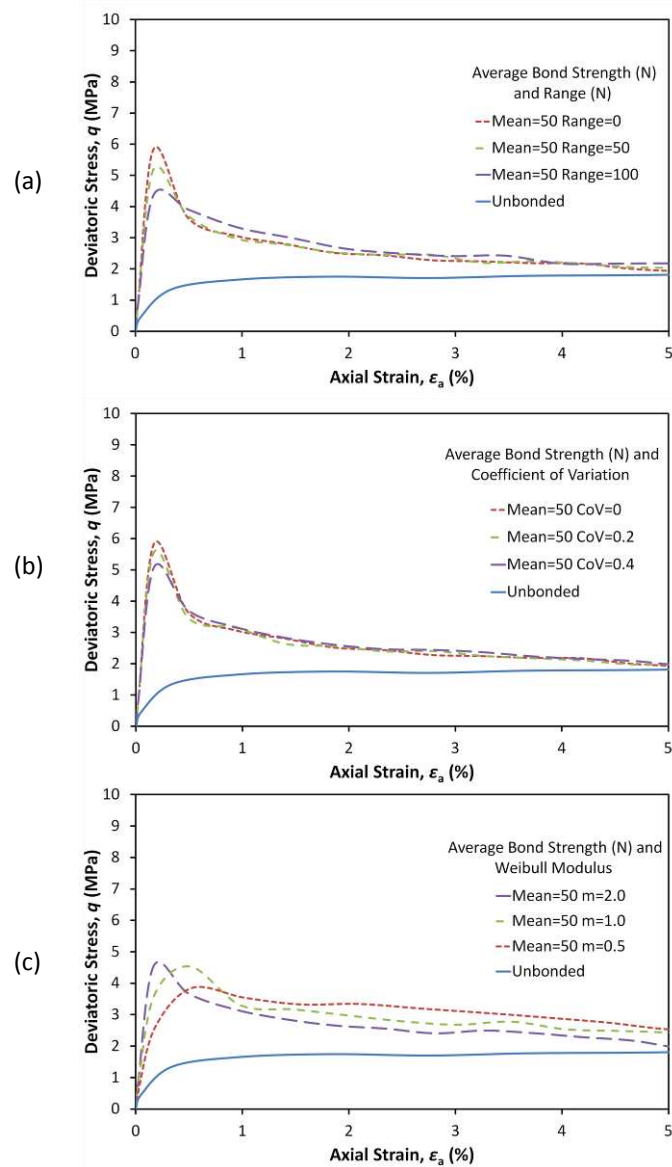 (a)
Deviatoric Stress, q (MPa)
10
9
8
7
6
5
4
3
2
1
0
Average Bond Strength (N)
and Range (N)
Mean=50 Range=0
Mean=50 Range=50
Mean=50 Range=100
Unbonded
0 1 2 3 4 5
Axial Strain, εa (%)
(b)
Deviatoric Stress, q (MPa)
10
9
8
7
6
5
4
3
2
1
0
Average Bond Strength (N) and
Coefficient of Variation
Mean=50 CoV=0
Mean=50 CoV=0.2
Mean=50 CoV=0.4
Unbonded
0 1 2 3 4 5
Axial Strain, εa (%)
(c)
Deviatoric Stress, q (MPa)
10
9
8
7
6
5
4
3
2
1
0
Average Bond Strength (N) and
Weibull Modulus
Mean=50 m=2.0
Mean=50 m=1.0
Mean=50 m=0.5
Unbonded
0 1 2 3 4 5
Axial Strain, εa (%)